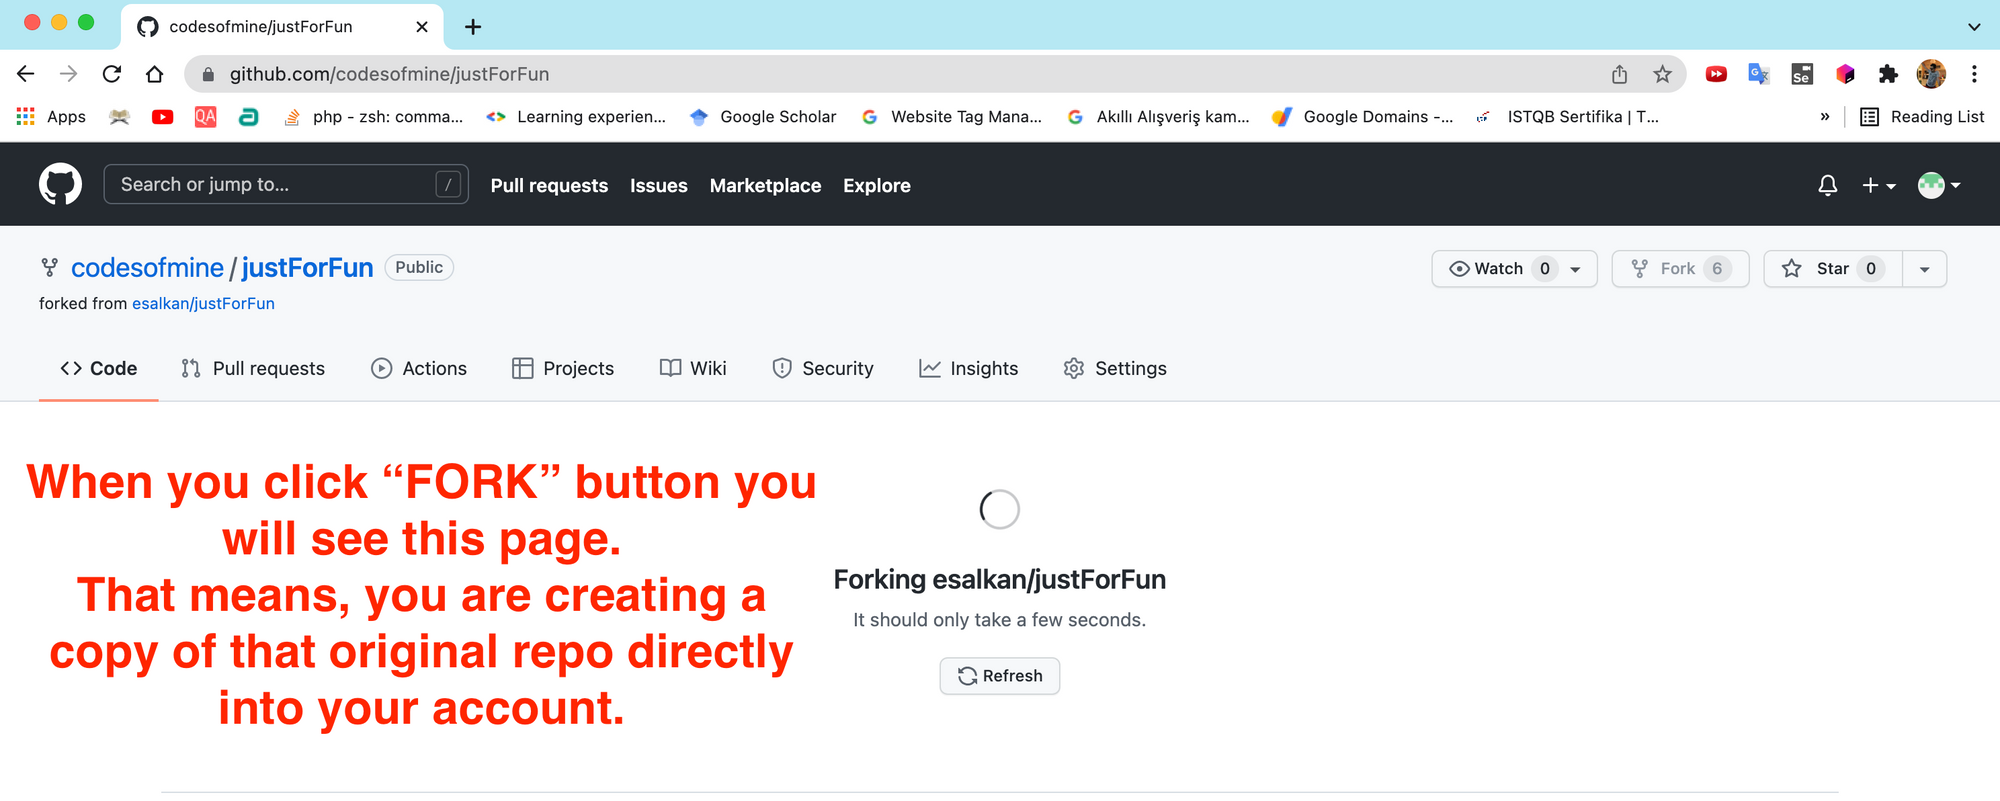 codesofmine/justForFun
github.com/codesofmine/justForFun
Se
Apps QA php - zsh: comma... Learning experien... Google Scholar Website Tag Mana... Akıllı Alışveriş kam... Google Domains -... ISTQB Sertifika | T... » Reading List
Search or jump to... / Pull requests Issues Marketplace Explore
codesofmine / justForFun Public
Watch 0 Fork 6 Star 0
forked from esalkan/justForFun
Code Pull requests Actions Projects Wiki Security Insights Settings
When you click “FORK” button you
will see this page.
That means, you are creating a
copy of that original repo directly
into your account.
Forking esalkan/justForFun
It should only take a few seconds.
Refresh